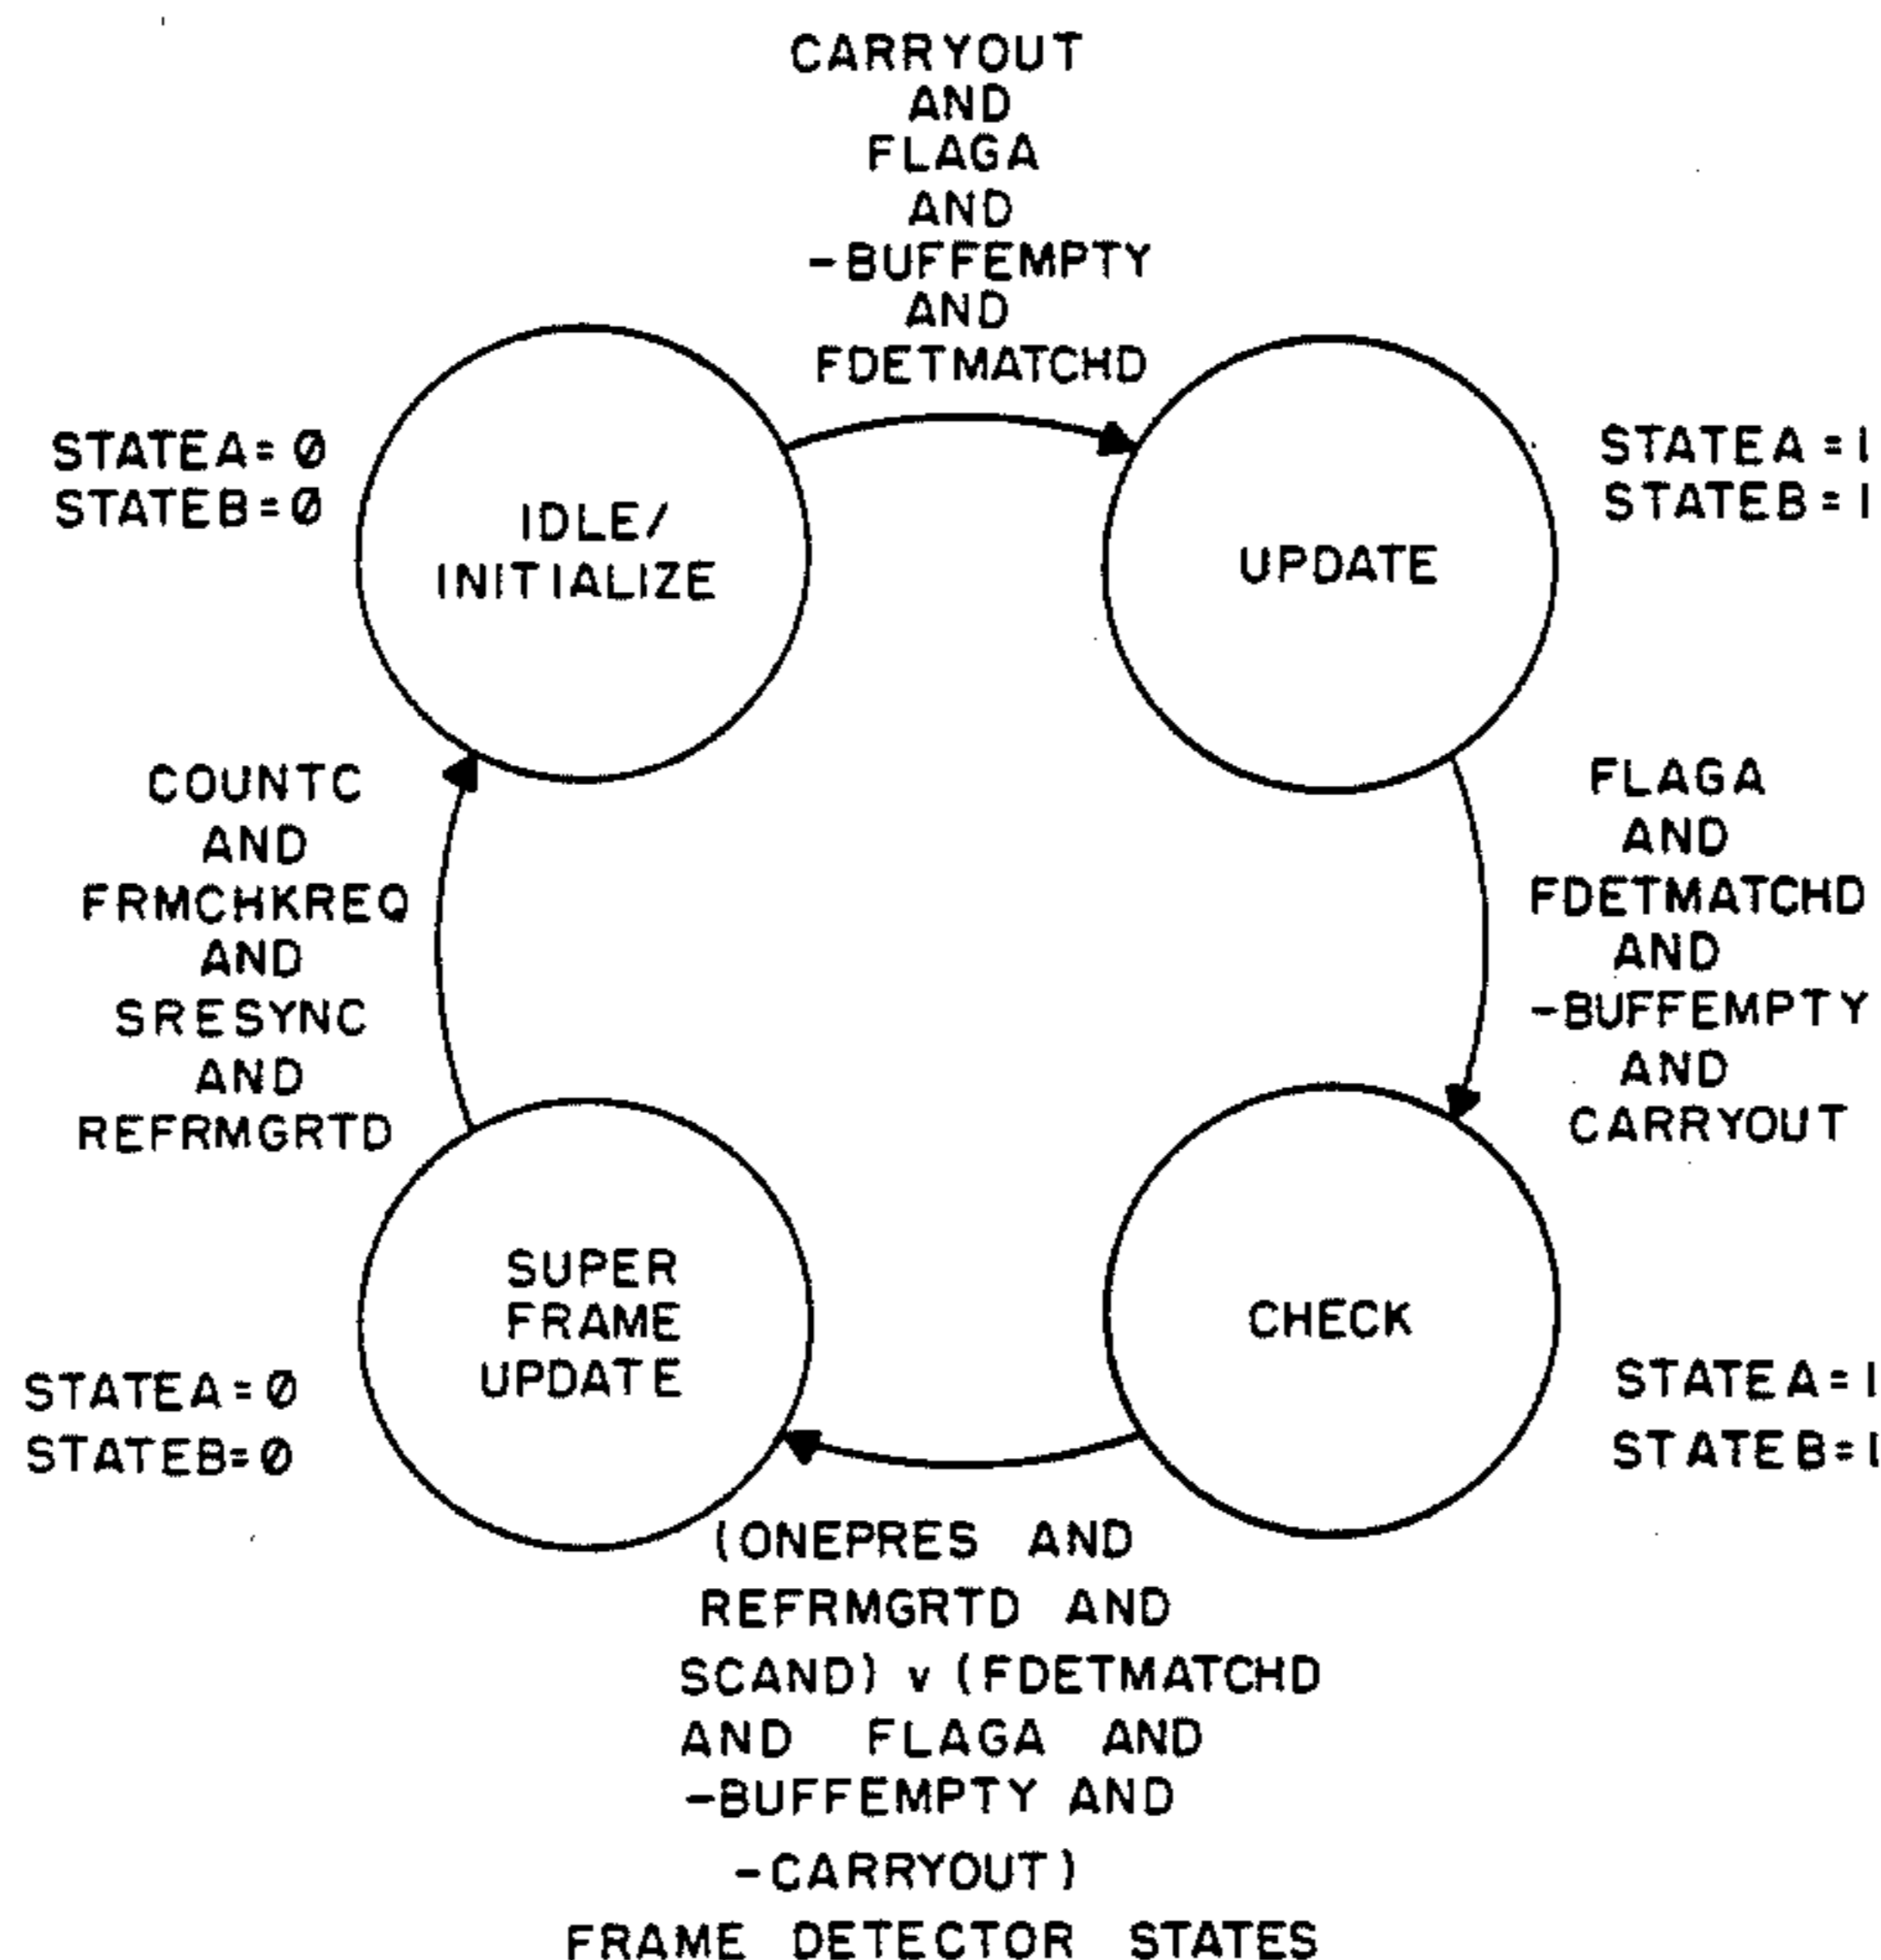 CARRYOUT
AND
FLAGA
AND
-BUFFEMPTY
AND
FDETMATCHD
STATEA=0
STATEB=0
IDLE/
INITIALIZE
UPDATE
STATEA=1
STATEB=1
COUNTC
AND
FRMCHKREQ
AND
SRESYNC
AND
REFRMGRTD
FLAGA
AND
FDETMATCHD
AND
-BUFFEMPTY
AND
CARRYOUT
SUPER
FRAME
UPDATE
STATEA=0
STATEB=0
CHECK
STATEA=1
STATEB=1
(ONEPRES AND
REFRMGRTD AND
SCAND) v (FDETMATCHD
AND FLAGA AND
-BUFFEMPTY AND
-CARRYOUT)
FRAME DETECTOR STATES